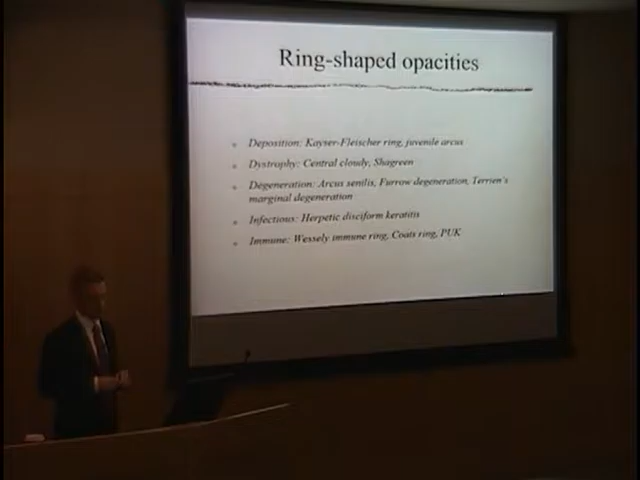 Ring-shaped opacities
Deposition: Kayser-Fleischer ring, juvenile arcus
Dystrophy: Central cloudy, Shagreen
Degeneration: Arcus senilis, Furrow degeneration, Terrien's
marginal degeneration
Infectious: Herpetic disciform keratitis
Immune: Wessely immune ring, Coats ring, PUK